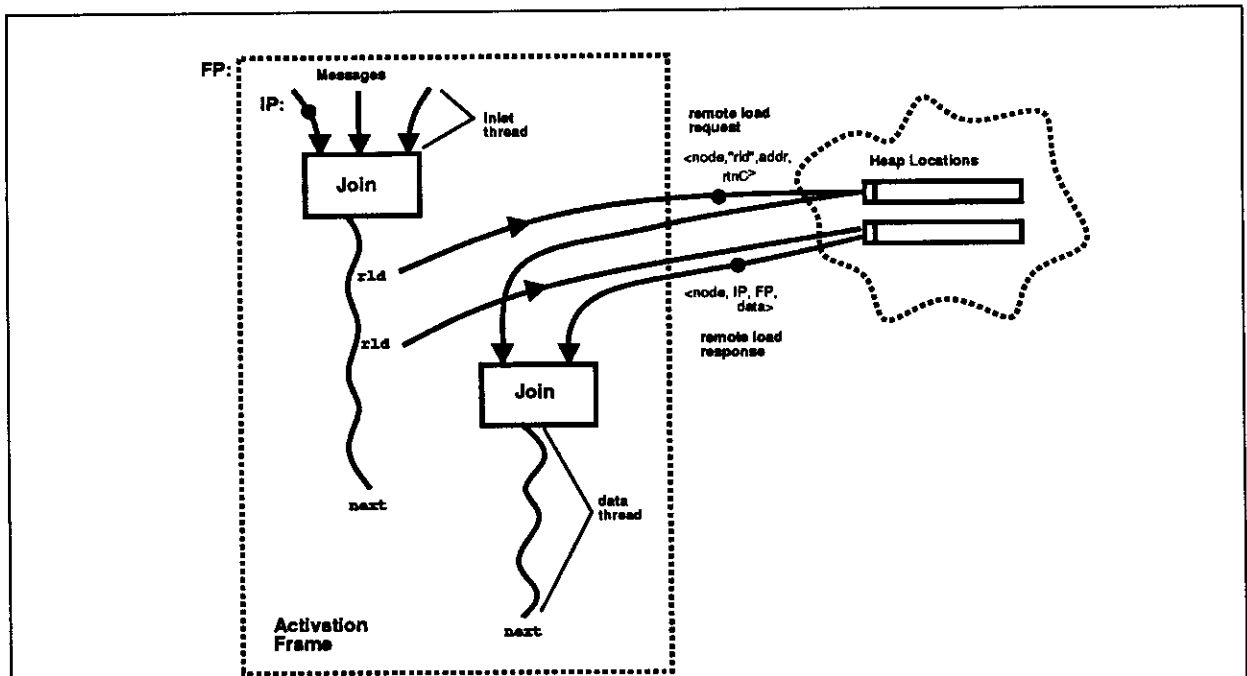 FP:
Messages
IP:
Inlet
thread
Join
remote load
request
<node,"rld",addr,
rtnC>
Heap Locations
rld
<node, IP, FP,
data>
remote load
response
rld
Join
next
data
thread
next
Activation
Frame